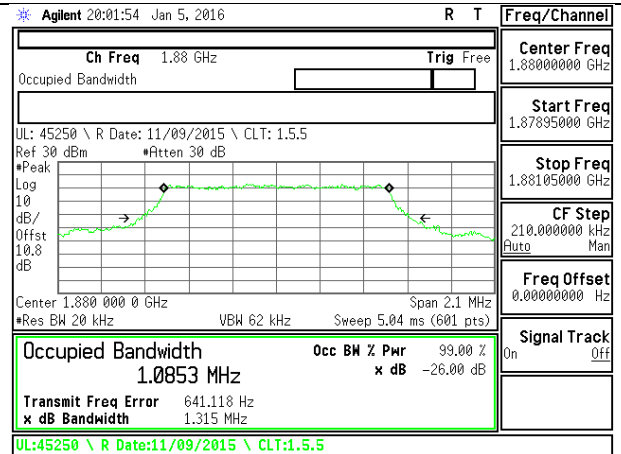 Agilent 20:01:54 Jan 5, 2016 R T Freq/Channel
Ch Freq 1.88 GHz Trig Free
Occupied Bandwidth
Center Freq
1.88000000 GHz
Start Freq
1.87895000 GHz
UL: 45250 \ R Date: 11/09/2015 \ CLT: 1.5.5
Ref 30 dBm #Atten 30 dB
#Peak
Log
10
dB/
Offst
10.8
dB
Stop Freq
1.88105000 GHz
CF Step
210.000000 kHz
Auto Man
Freq Offset
0.00000000 Hz
Center 1.880 000 0 GHz Span 2.1 MHz
#Res BW 20 kHz VBW 62 kHz Sweep 5.04 ms (601 pts)
Signal Track
On Off
Occupied Bandwidth Occ BW % Pwr 99.00 %
1.0853 MHz x dB -26.00 dB
Transmit Freq Error 641.118 Hz
x dB Bandwidth 1.315 MHz
UL:45250 \ R Date:11/09/2015 \ CLT:1.5.5